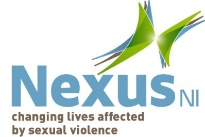 Nexus NI
changing lives affected
by sexual violence